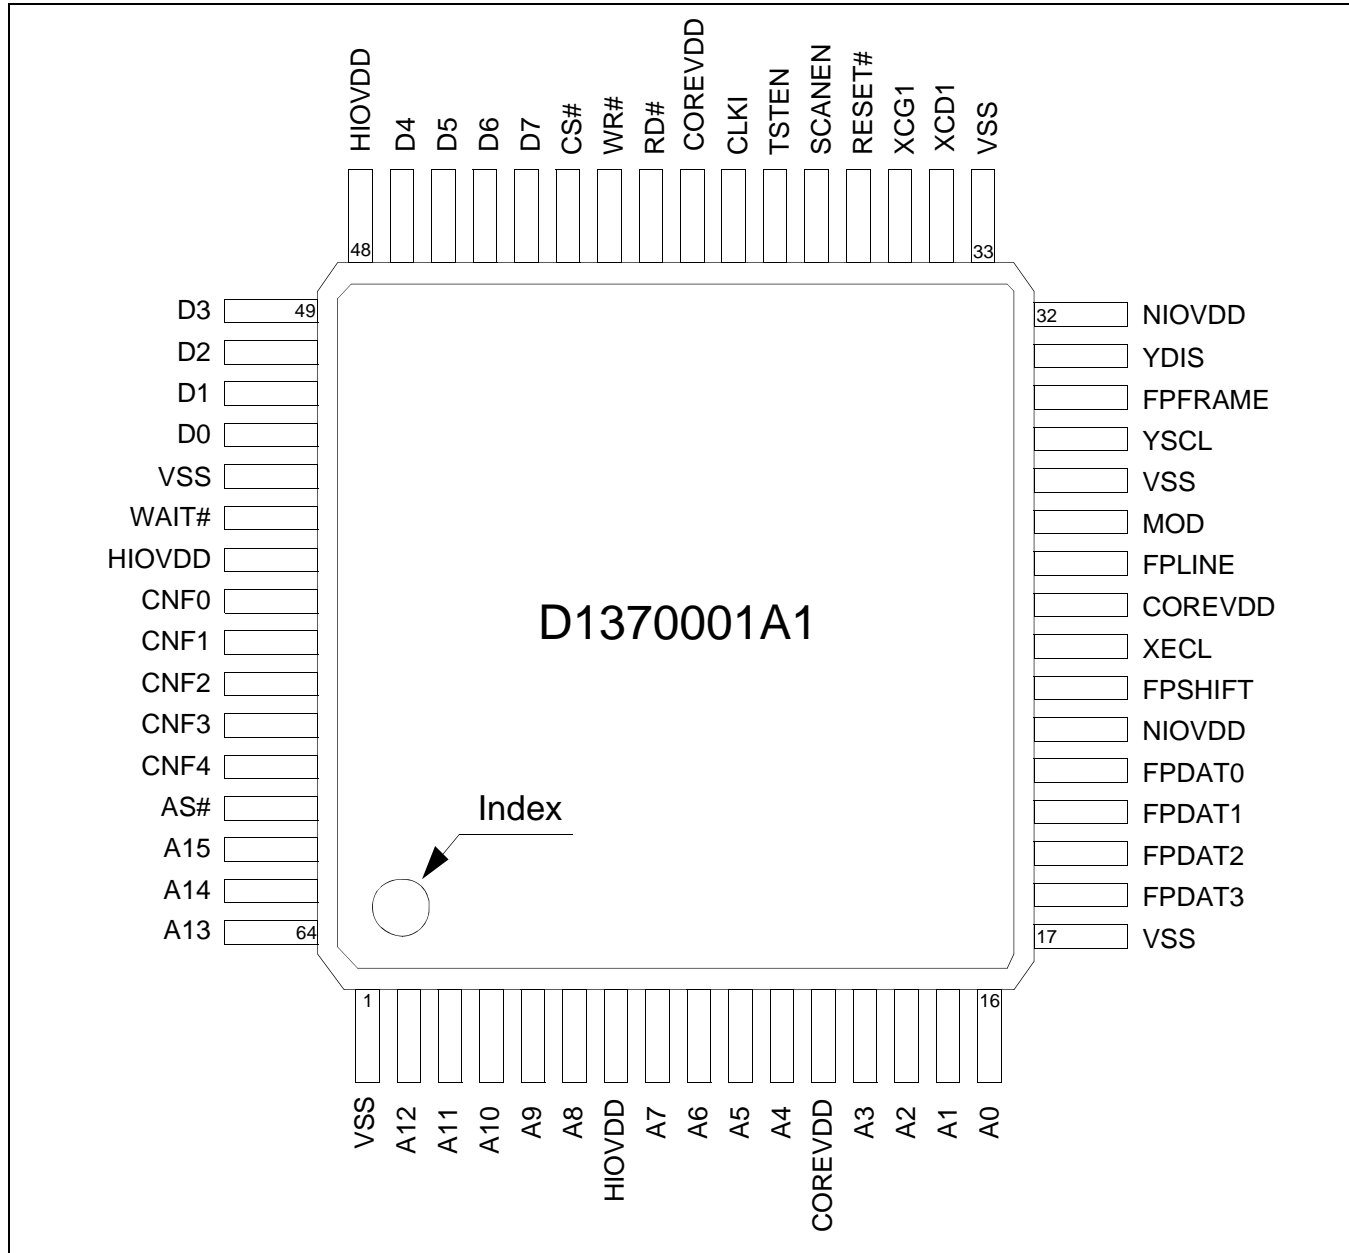 HIOVDD
D4
D5
D6
D7
CS#
WR#
RD#
COREVDD
CLKI
TSTEN
SCANEN
RESET#
XCG1
XCD1
VSS
48
33
D3
49
D2
D1
D0
VSS
WAIT#
HIOVDD
CNF0
CNF1
CNF2
CNF3
CNF4
AS#
A15
A14
A13
64
D1370001A1
Index
32
NIOVDD
YDIS
FPFRAME
YSCL
VSS
MOD
FPLINE
COREVDD
XECL
FPSHIFT
NIOVDD
FPDAT0
FPDAT1
FPDAT2
FPDAT3
17
VSS
1
16
VSS
A12
A11
A10
A9
A8
HIOVDD
A7
A6
A5
A4
COREVDD
A3
A2
A1
A0